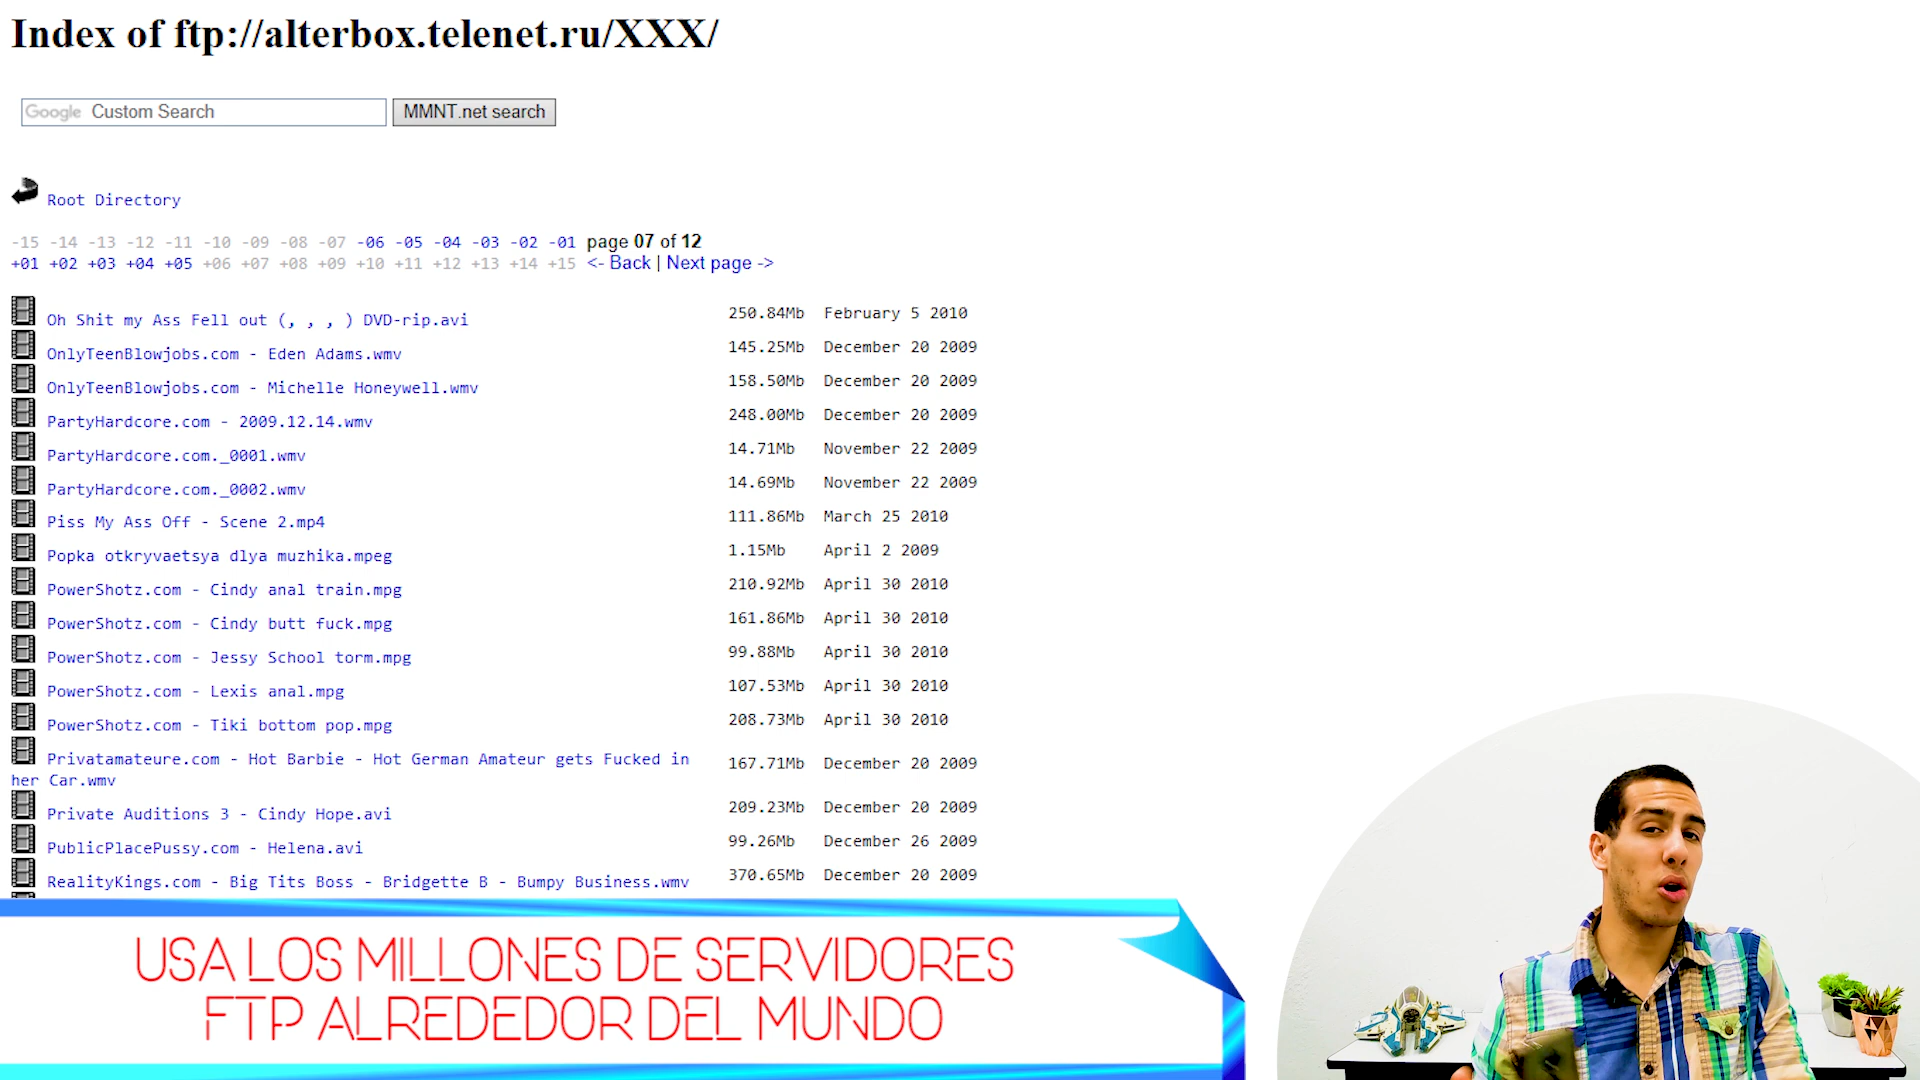 Index of ftp://alterbox.telenet.ru/XXX/
Google Custom Search MMNT.net search
Root Directory
-15 -14 -13 -12 -11 -10 -09 -08 -07 -06 -05 -04 -03 -02 -01 page 07 of 12
+01 +02 +03 +04 +05 +06 +07 +08 +09 +10 +11 +12 +13 +14 +15 <- Back | Next page ->
Oh Shit my Ass Fell out (, , , ) DVD-rip.avi 250.84Mb February 5 2010
OnlyTeenBlowjobs.com - Eden Adams.wmv 145.25Mb December 20 2009
OnlyTeenBlowjobs.com - Michelle Honeywell.wmv 158.50Mb December 20 2009
PartyHardcore.com - 2009.12.14.wmv 248.00Mb December 20 2009
PartyHardcore.com._0001.wmv 14.71Mb November 22 2009
PartyHardcore.com._0002.wmv 14.69Mb November 22 2009
Piss My Ass Off - Scene 2.mp4 111.86Mb March 25 2010
Popka otkryvaetsya dlya muzhika.mpeg 1.15Mb April 2 2009
PowerShotz.com - Cindy anal train.mpg 210.92Mb April 30 2010
PowerShotz.com - Cindy butt fuck.mpg 161.86Mb April 30 2010
PowerShotz.com - Jessy School torm.mpg 99.88Mb April 30 2010
PowerShotz.com - Lexis anal.mpg 107.53Mb April 30 2010
PowerShotz.com - Tiki bottom pop.mpg 208.73Mb April 30 2010
Privatamateure.com - Hot Barbie - Hot German Amateur gets Fucked in 167.71Mb December 20 2009
her Car.wmv
Private Auditions 3 - Cindy Hope.avi 209.23Mb December 20 2009
PublicPlacePussy.com - Helena.avi 99.26Mb December 26 2009
RealityKings.com - Big Tits Boss - Bridgette B - Bumpy Business.wmv 370.65Mb December 20 2009
USA LOS MILLONES DE SERVIDORES
FTP ALREDEDOR DEL MUNDO